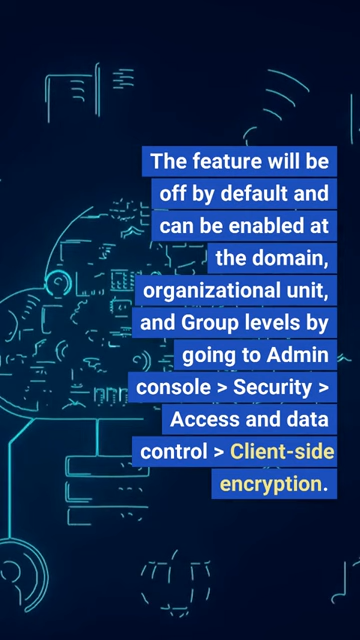 The feature will be
off by default and
can be enabled at
the domain,
organizational unit,
and Group levels by
going to Admin
console > Security >
Access and data
control > Client-side
encryption.